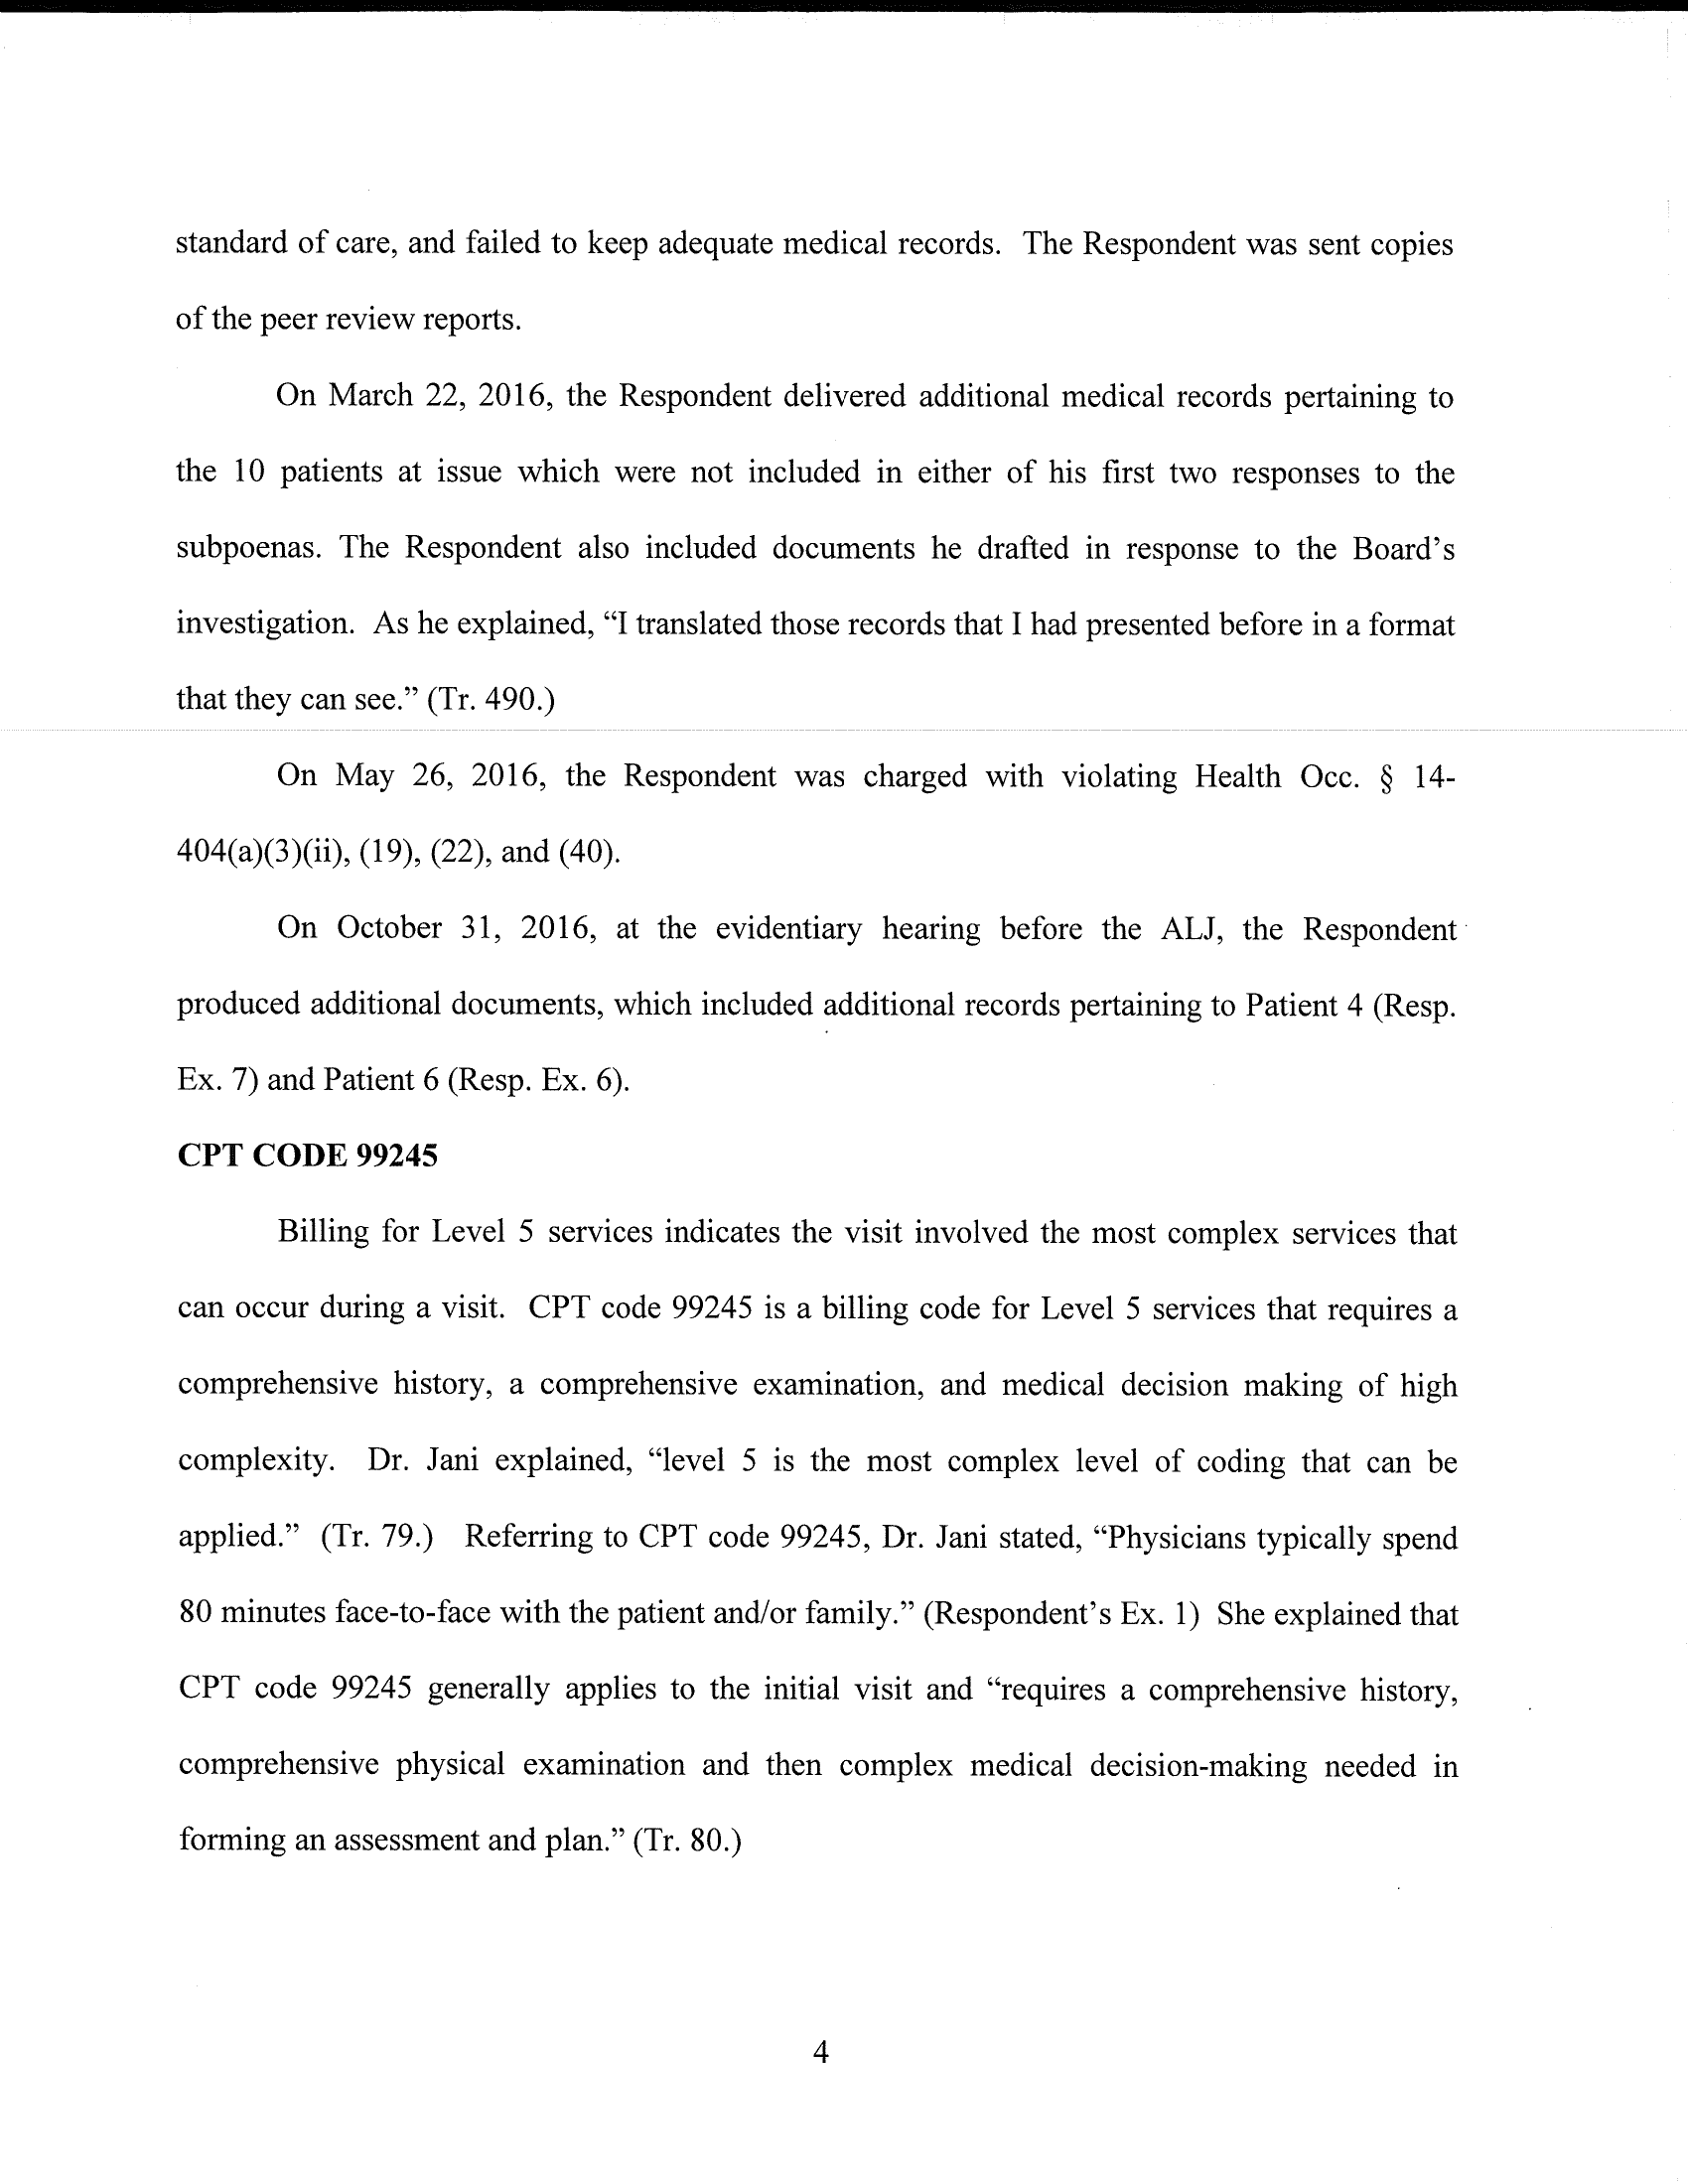 standard of care, and failed to keep adequate medical records. The Respondent was sent copies
of the peer review reports.
On March 22, 2016, the Respondent delivered additional medical records pertaining to
the 10 patients at issue which were not included in either of his first two responses to the
subpoenas. The Respondent also included documents he drafted in response to the Board’s
investigation. As he explained, “I translated those records that I had presented before in a format
that they can see.” (Tr. 490.)
On May 26, 2016, the Respondent was charged with violating Health Occ. § 14-
404(a)(3)(ii), (19), (22), and (40).
On October 31, 2016, at the evidentiary hearing before the ALJ, the Respondent
produced additional documents, which included additional records pertaining to Patient 4 (Resp.
Ex. 7) and Patient 6 (Resp. Ex. 6).
CPT CODE 99245
Billing for Level 5 services indicates the visit involved the most complex services that
can occur during a visit. CPT code 99245 is a billing code for Level 5 services that requires a
comprehensive history, a comprehensive examination, and medical decision making of high
complexity. Dr. Jani explained, “level 5 is the most complex level of coding that can be
applied.” (Tr. 79.) Referring to CPT code 99245, Dr. Jani stated, “Physicians typically spend
80 minutes face-to-face with the patient and/or family.” (Respondent’s Ex. 1) She explained that
CPT code 99245 generally applies to the initial visit and “requires a comprehensive history,
comprehensive physical examination and then complex medical decision-making needed in
forming an assessment and plan.” (Tr. 80.)
4